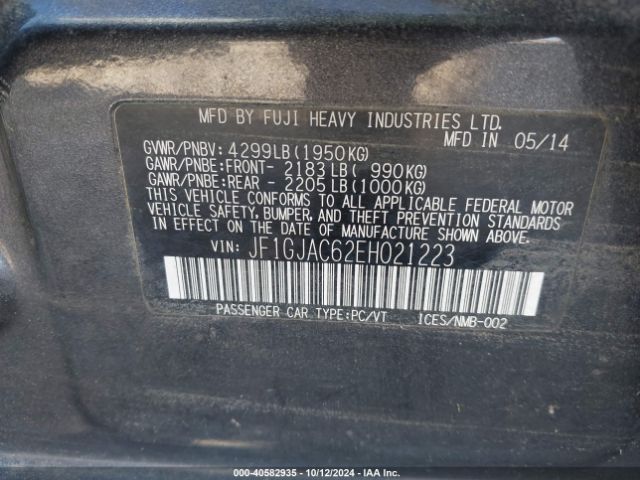 MFD BY FUJI HEAVY INDUSTRIES LTD.
MFD IN 05/14
GVWR/PNBV: 4299LB(1950KG)
GAWR/PNBE:FRONT- 2183LB( 990KG)
GAWR/PNBE:REAR - 2205LB(1000KG)
THIS VEHICLE CONFORMS TO ALL APPLICABLE FEDERAL MOTOR
VEHICLE SAFETY, BUMPER, AND THEFT PREVENTION STANDARDS
IN EFFECT ON THE DATE OF MANUFACTURE SHOWN ABOVE.
VIN: JF1GJAC62EH021223
PASSENGER CAR TYPE:PC/VT ICES/NMB-002
000-40582935 - 10/12/2024 - IAA Inc.